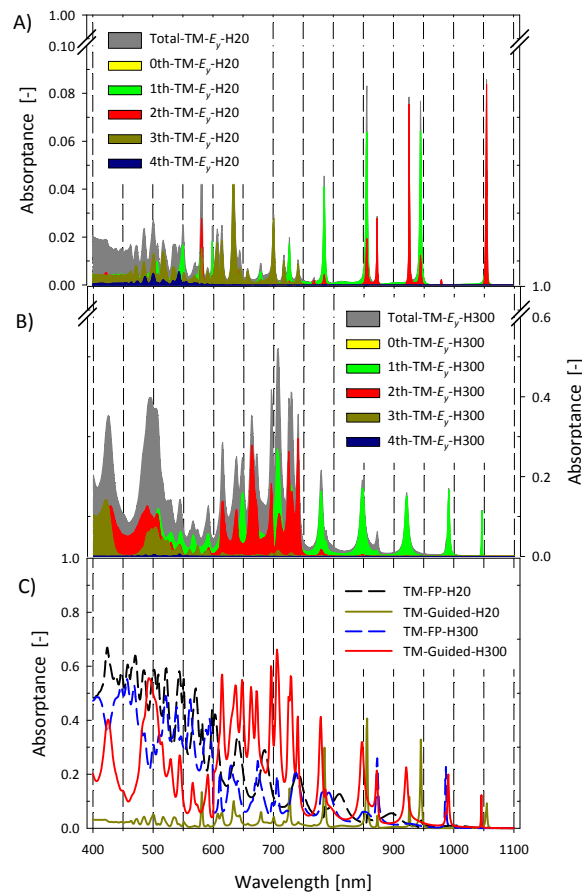 A)
1.00
0.10
0.08
0.06
0.04
0.02
0.00
Absorptance [-]
Total-TM-Ey-H20
0th-TM-Ey-H20
1th-TM-Ey-H20
2th-TM-Ey-H20
3th-TM-Ey-H20
4th-TM-Ey-H20
B)
1.0
0.6
0.4
0.2
0.0
Absorptance [-]
Total-TM-Ey-H300
0th-TM-Ey-H300
1th-TM-Ey-H300
2th-TM-Ey-H300
3th-TM-Ey-H300
4th-TM-Ey-H300
C)
1.0
0.8
0.6
0.4
0.2
0.0
Absorptance [-]
TM-FP-H20
TM-Guided-H20
TM-FP-H300
TM-Guided-H300
400 500 600 700 800 900 1000 1100
Wavelength [nm]